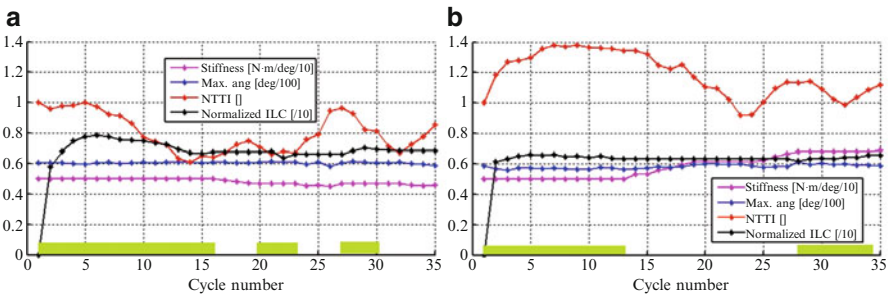 a
1.4
1.2
1
0.8
0.6
0.4
0.2
0
Stiffness [N·m/deg/10]
Max. ang [deg/100]
NTTI []
Normalized ILC [/10]
0 5 10 15 20 25 30 35
Cycle number
b
1.4
1.2
1
0.8
0.6
0.4
0.2
0
Stiffness [N·m/deg/10]
Max. ang [deg/100]
NTTI []
Normalized ILC [/10]
0 5 10 15 20 25 30 35
Cycle number